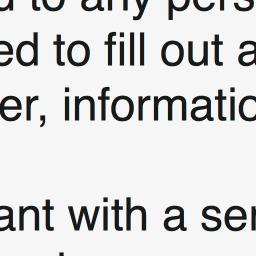 to any pers
ed to fill out a
er, informatio
ant with a ser